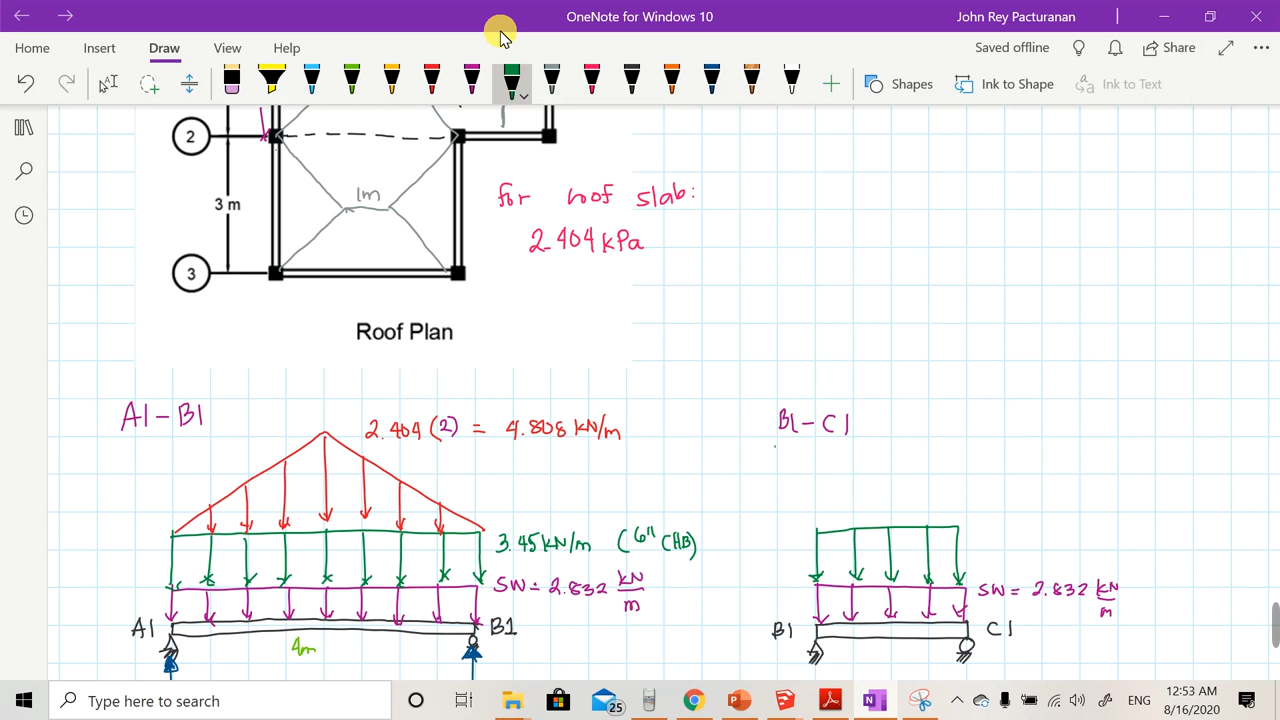 OneNote for Windows 10
John Rey Pacturanan
Home
Insert
Draw
View
Help
Saved offline
Share
Shapes
Ink to Shape
Ink to Text
2
3 m
1m
for roof slab:
2.404 kPa
3
Roof Plan
A1-B1
2.404(2) = 4.808 kN/m
B1-C1
3.45 kN/m (6" CHB)
SW = 2.832 kN/m
SW = 2.832 kN/m
A1
4m
B1
B1
C1
Type here to search
25
ENG
12:53 AM
8/16/2020